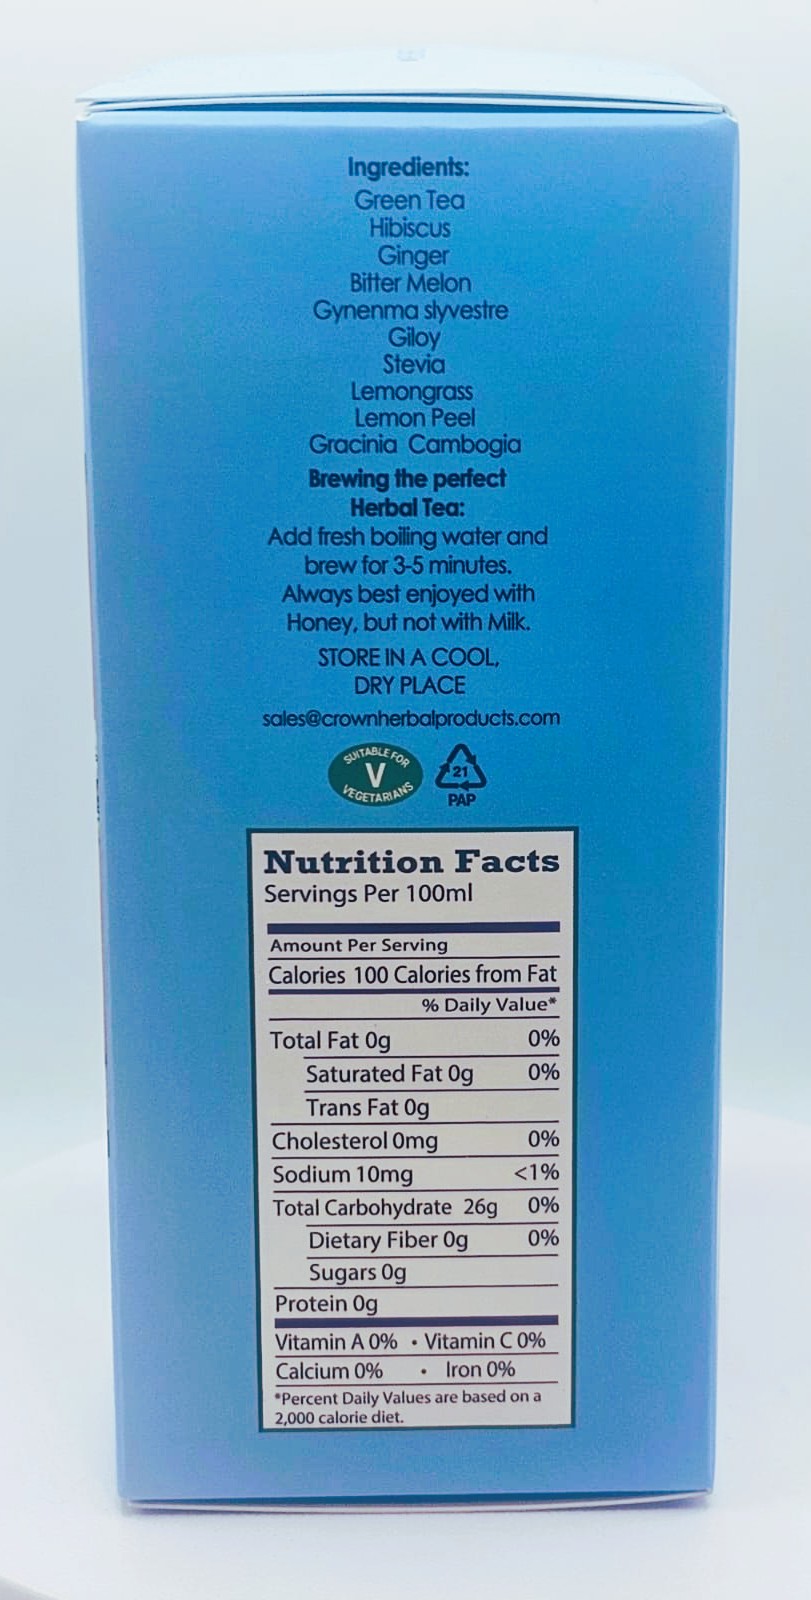 Ingredients:
Green Tea
Hibiscus
Ginger
Bitter Melon
Gynenma slyvestre
Giloy
Stevia
Lemongrass
Lemon Peel
Gracinia Cambogia
Brewing the perfect
Herbal Tea:
Add fresh boiling water and
brew for 3-5 minutes.
Always best enjoyed with
Honey, but not with Milk.
STORE IN A COOL,
DRY PLACE
sales@crownherbalproducts.com
SUITABLE FOR
V
VEGETARIANS
21
PAP
Nutrition Facts
Servings Per 100ml
Amount Per Serving
Calories 100 Calories from Fat
% Daily Value*
Total Fat 0g 0%
Saturated Fat 0g 0%
Trans Fat 0g
Cholesterol 0mg 0%
Sodium 10mg <1%
Total Carbohydrate 26g 0%
Dietary Fiber 0g 0%
Sugars 0g
Protein 0g
Vitamin A 0% • Vitamin C 0%
Calcium 0% • Iron 0%
*Percent Daily Values are based on a
2,000 calorie diet.